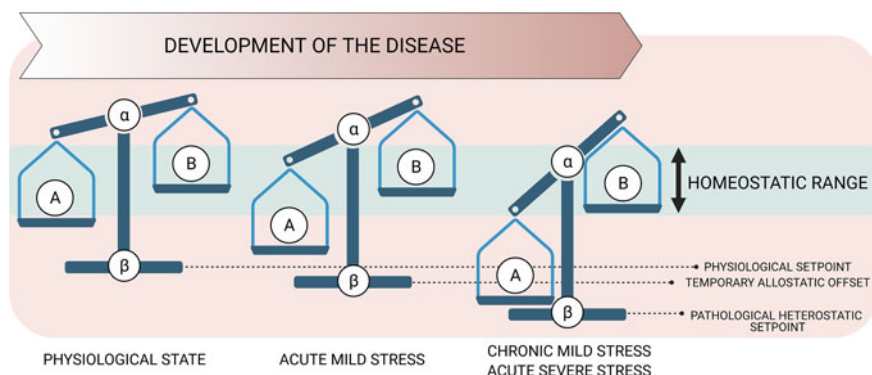 DEVELOPMENT OF THE DISEASE
α
B
A
β
α
B
A
β
α
B
A
β
HOMEOSTATIC RANGE
PHYSIOLOGICAL SETPOINT
TEMPORARY ALLOSTATIC OFFSET
PATHOLOGICAL HETEROSTATIC
SETPOINT
PHYSIOLOGICAL STATE
ACUTE MILD STRESS
CHRONIC MILD STRESS
ACUTE SEVERE STRESS